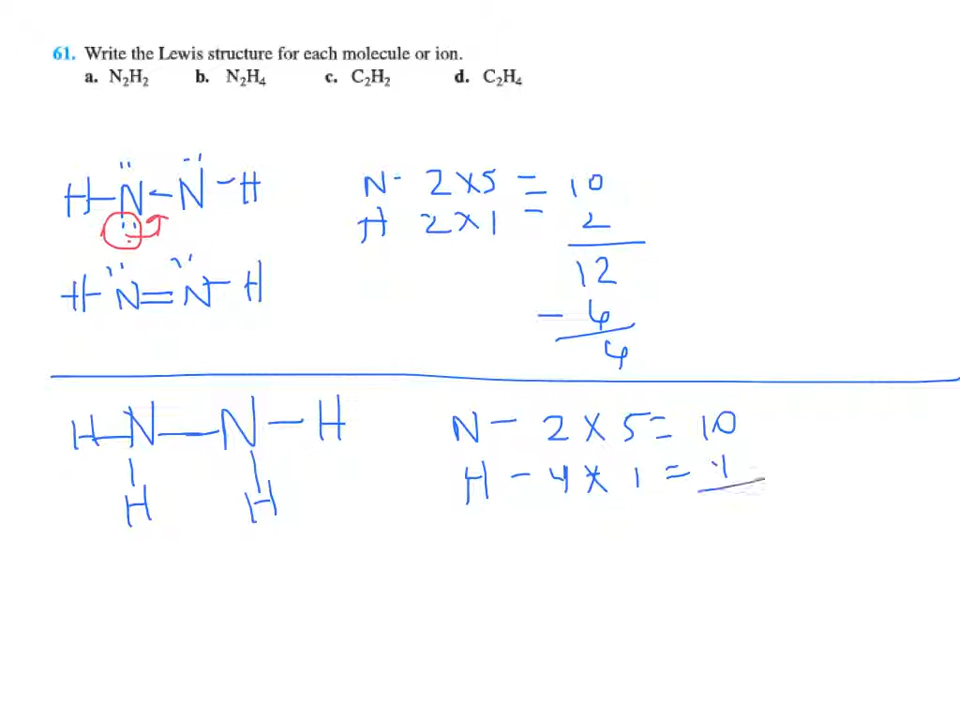 61. Write the Lewis structure for each molecule or ion.
a. N₂H₂ b. N₂H₄ c. C₂H₂ d. C₂H₄
H-N-N-H
N- 2×5 = 10
H 2×1 = 2
12
- 6
4
H-N=N-H
H-N-N-H
H H
N - 2 × 5 = 10
H - 4 × 1 = 4